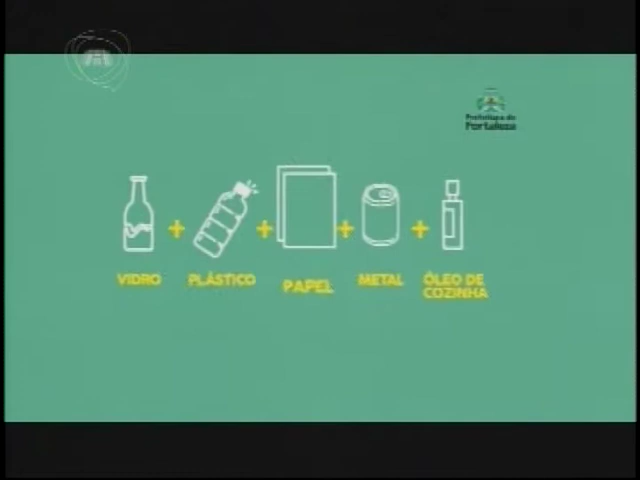 Prefeitura de
Fortaleza
VIDRO + PLÁSTICO + PAPEL + METAL + ÓLEO DE
COZINHA